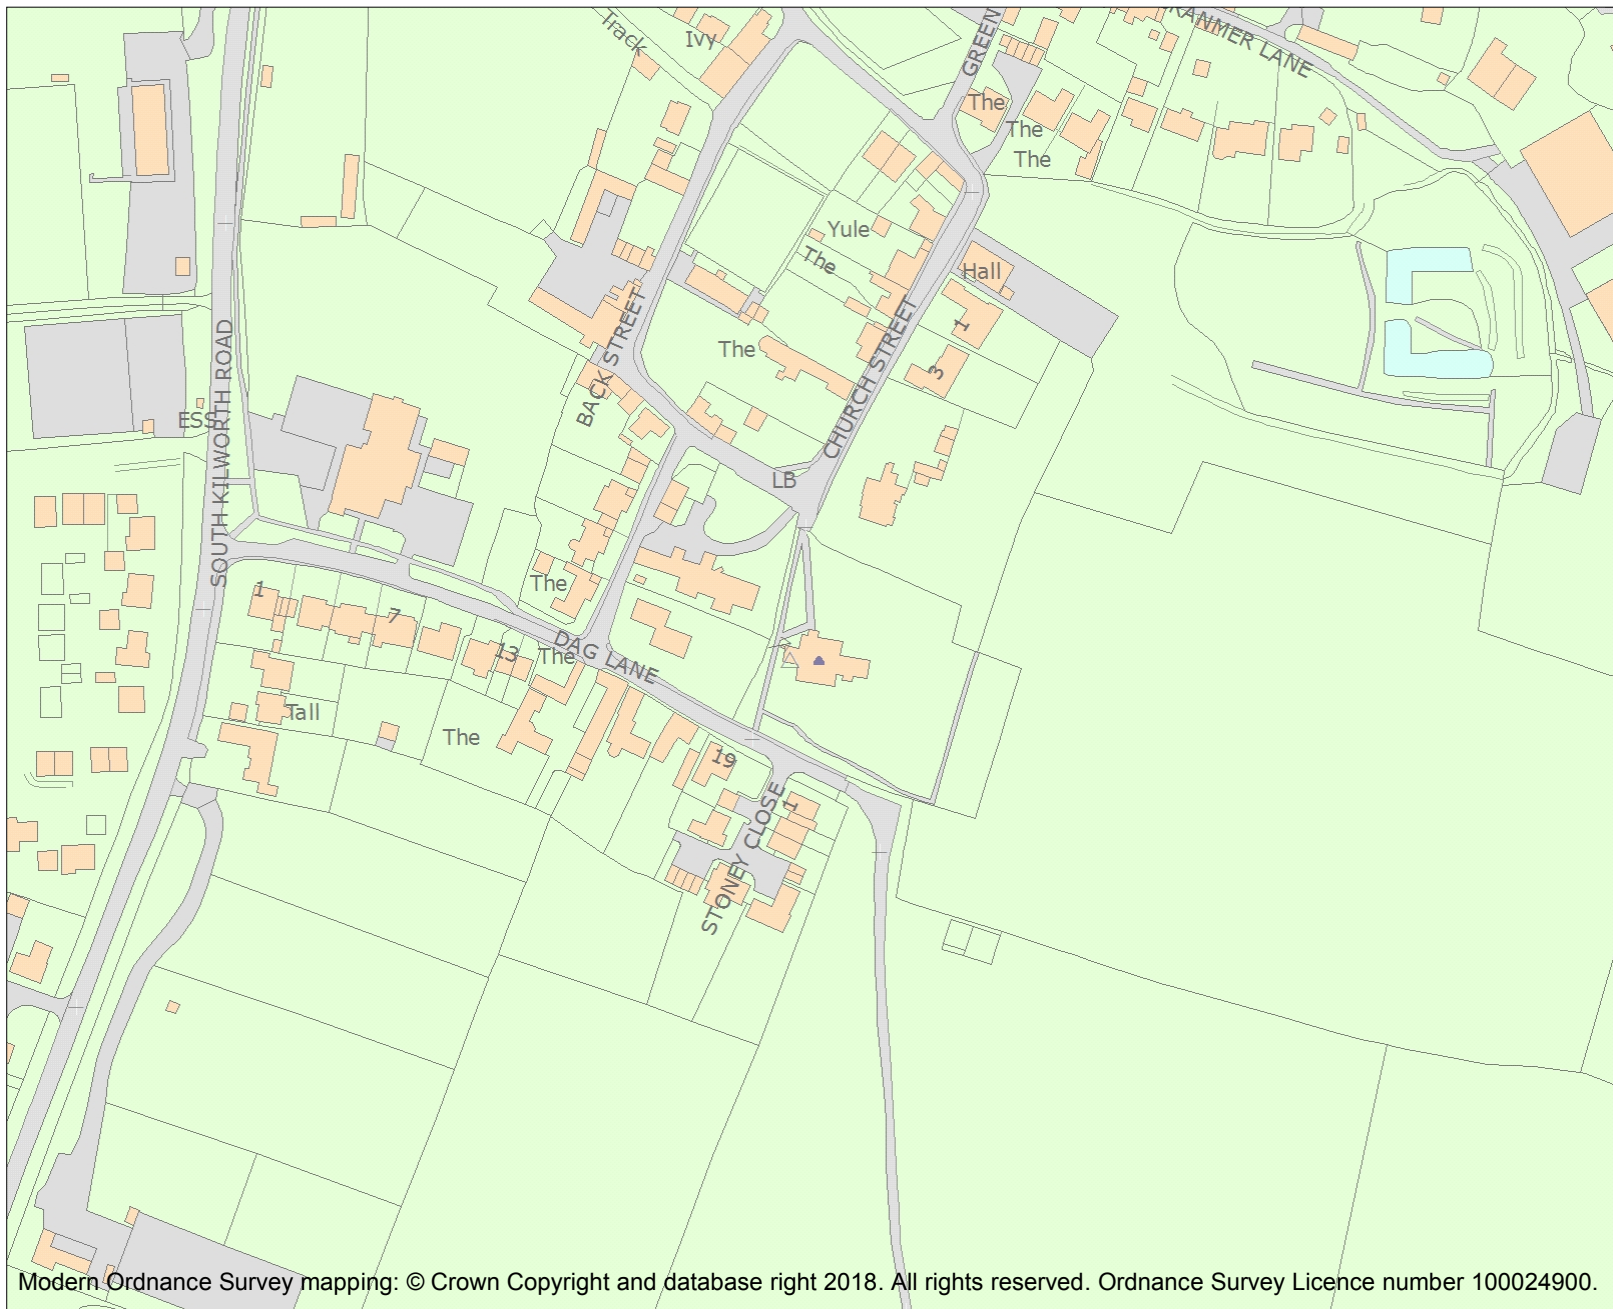 Track
Ivy
GREEN
RANMER LANE
The
The
The
Yule
The
Hall
1
3
The
BACK STREET
CHURCH STREET
SOUTH KILWORTH ROAD
ESS
LB
The
1
7
13
The
DAG LANE
Tall
The
19
1
STONEY CLOSE
Modern Ordnance Survey mapping: © Crown Copyright and database right 2018. All rights reserved. Ordnance Survey Licence number 100024900.